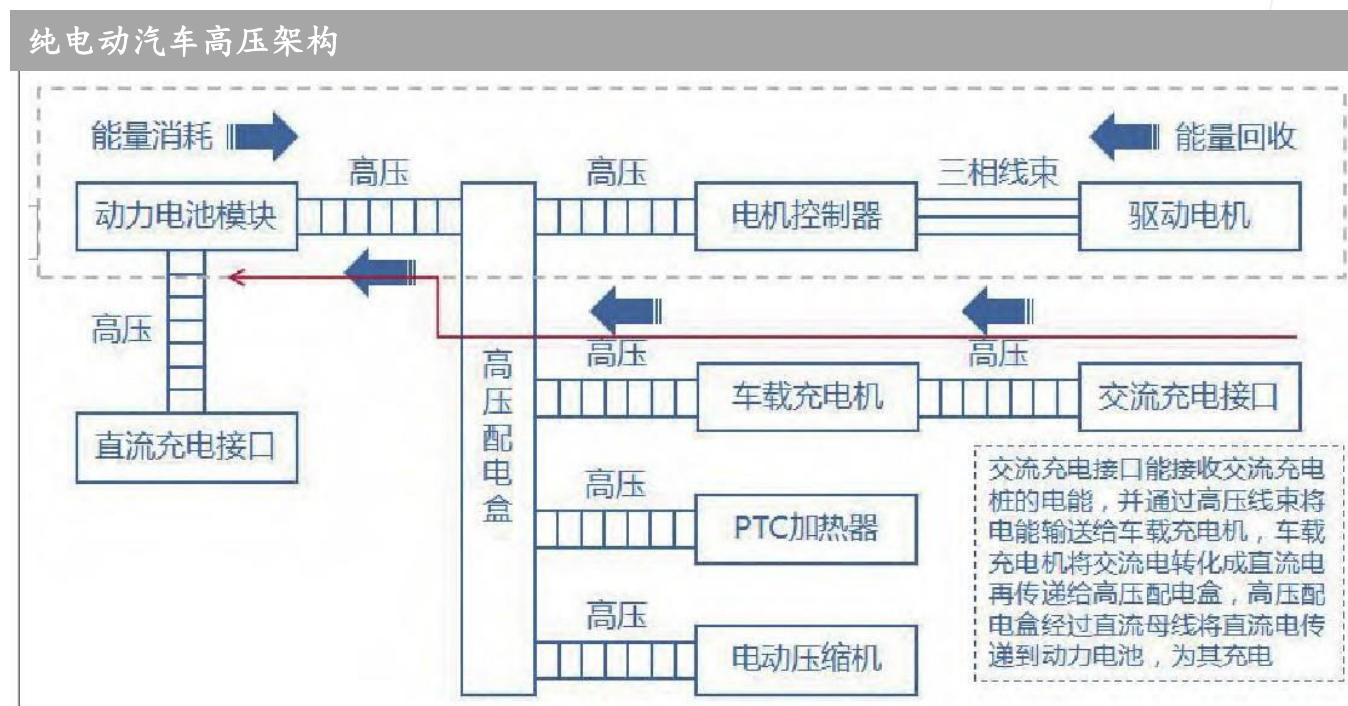 纯电动汽车高压架构
能量消耗
能量回收
高压
高压
三相线束
动力电池模块
电机控制器
驱动电机
高压
高压
高压
高压配电盒
车载充电机
交流充电接口
直流充电接口
高压
PTC加热器
高压
电动压缩机
交流充电接口能接收交流充电
桩的电能，并通过高压线束将
电能输送给车载充电机，车载
充电机将交流电转化成直流电
再传递给高压配电盒，高压配
电盒经过直流母线将直流电传
递到动力电池，为其充电